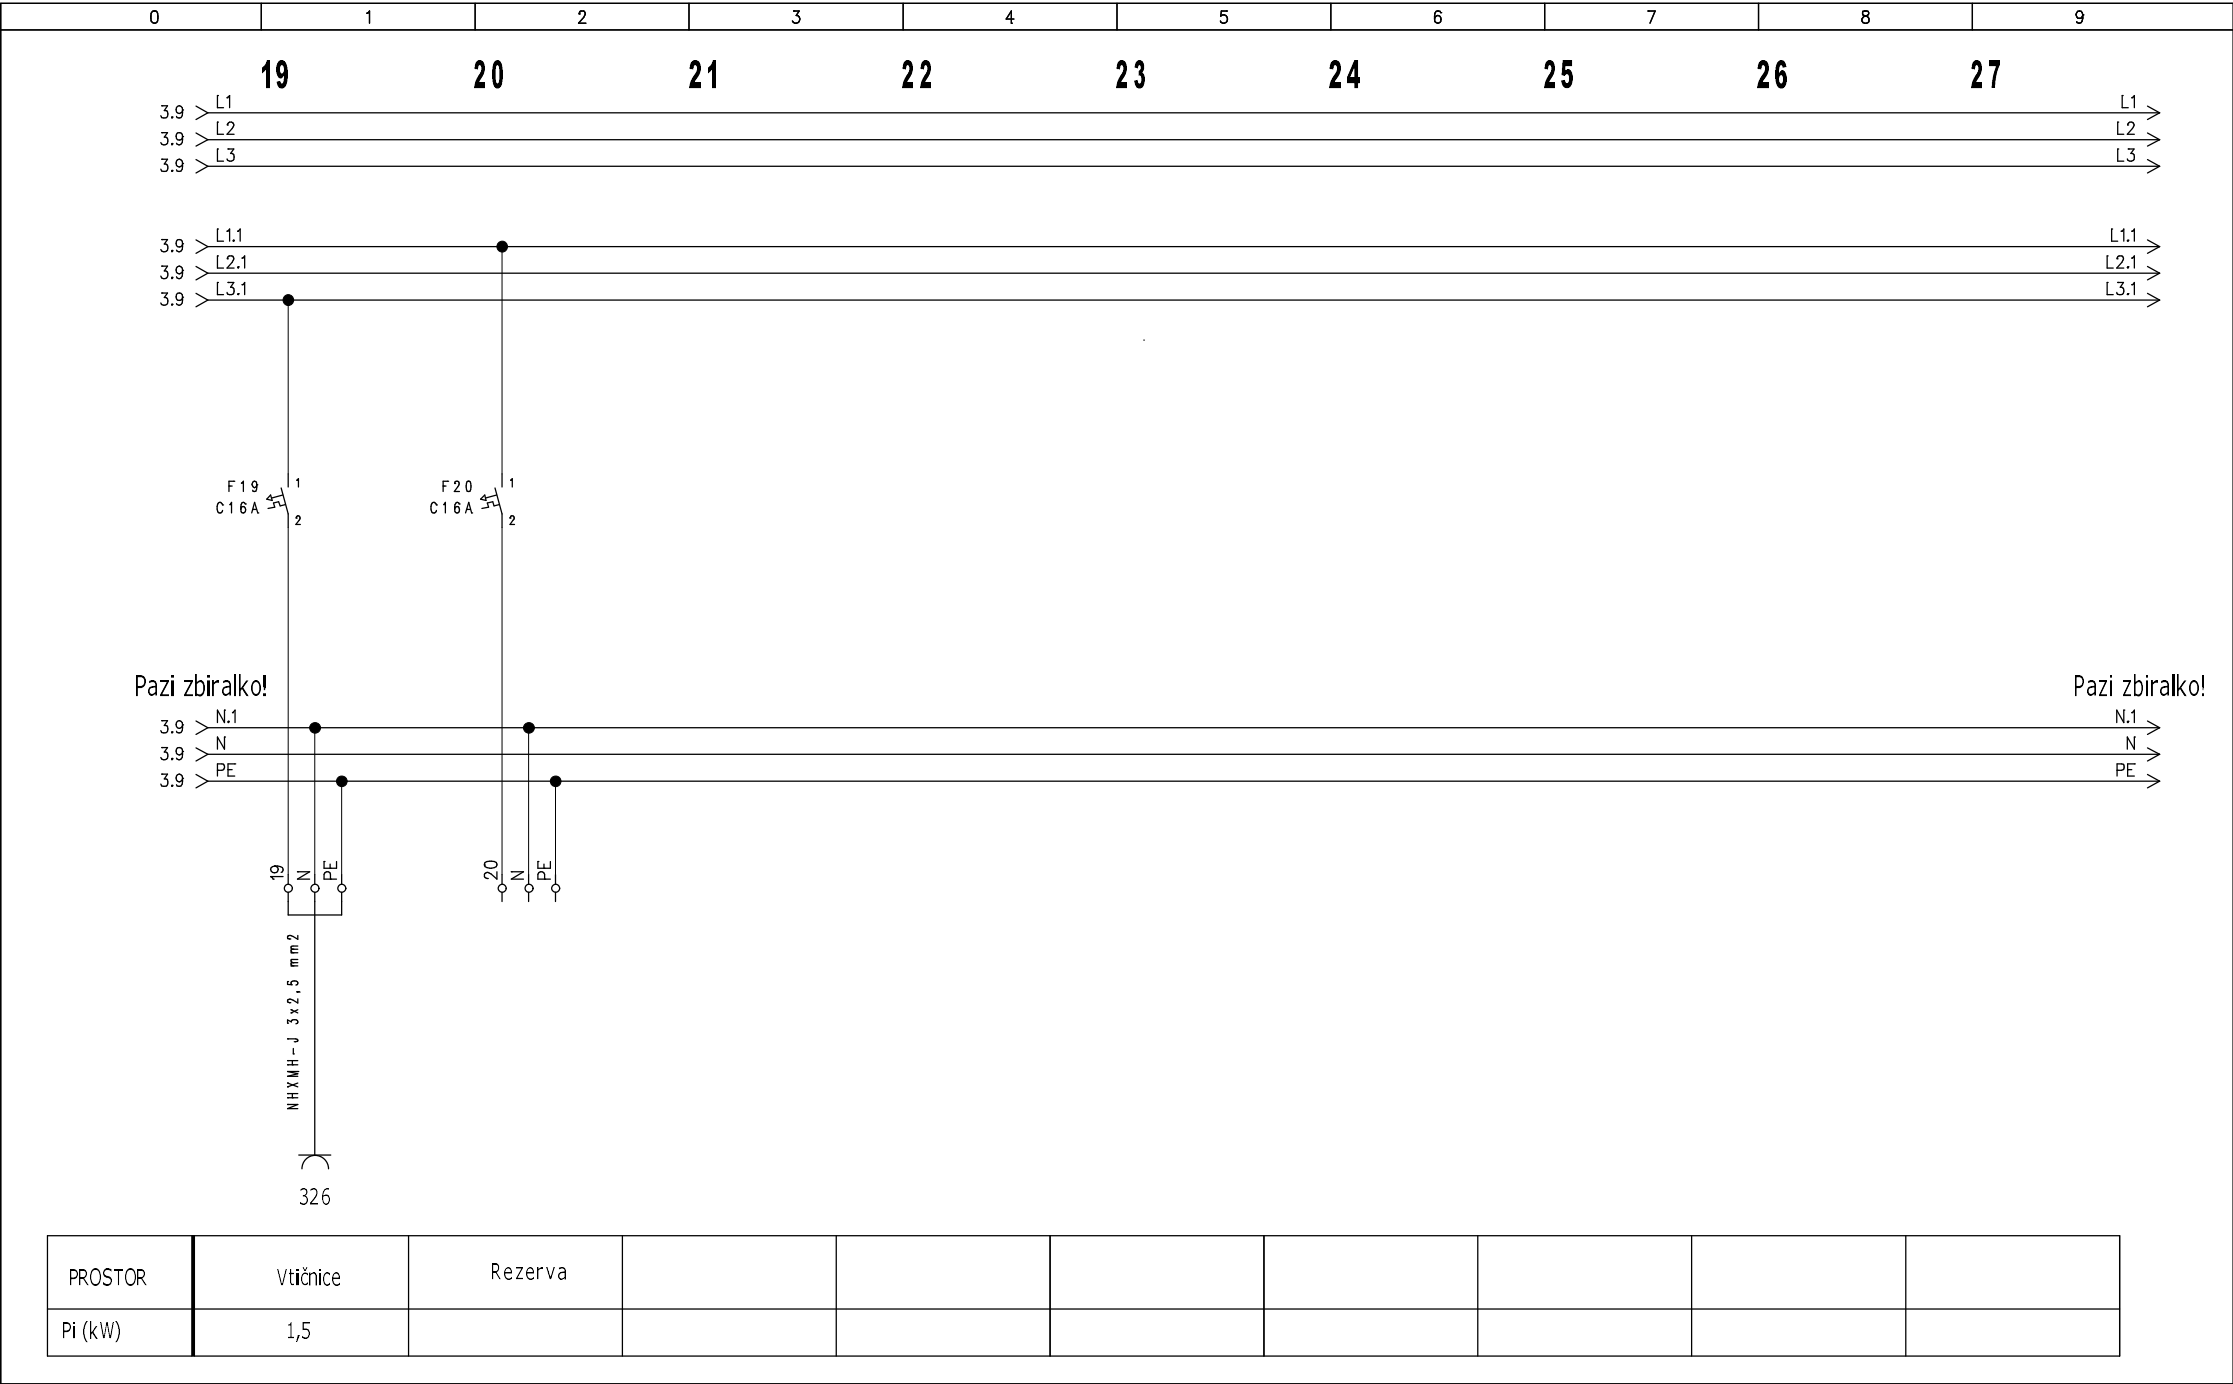 0 1 2 3 4 5 6 7 8 9
19 20 21 22 23 24 25 26 27
3.9 L1 L1
3.9 L2 L2
3.9 L3 L3
3.9 L1.1 L1.1
3.9 L2.1 L2.1
3.9 L3.1 L3.1
F19 1 F20 1
C16A 2 C16A 2
Pazi zbiralko! Pazi zbiralko!
3.9 N.1 N.1
3.9 N N
3.9 PE PE
19 N PE 20 N PE
NHXMH-J 3x2,5 mm2
326
PROSTOR Vtičnice Rezerva
Pi (kW) 1,5